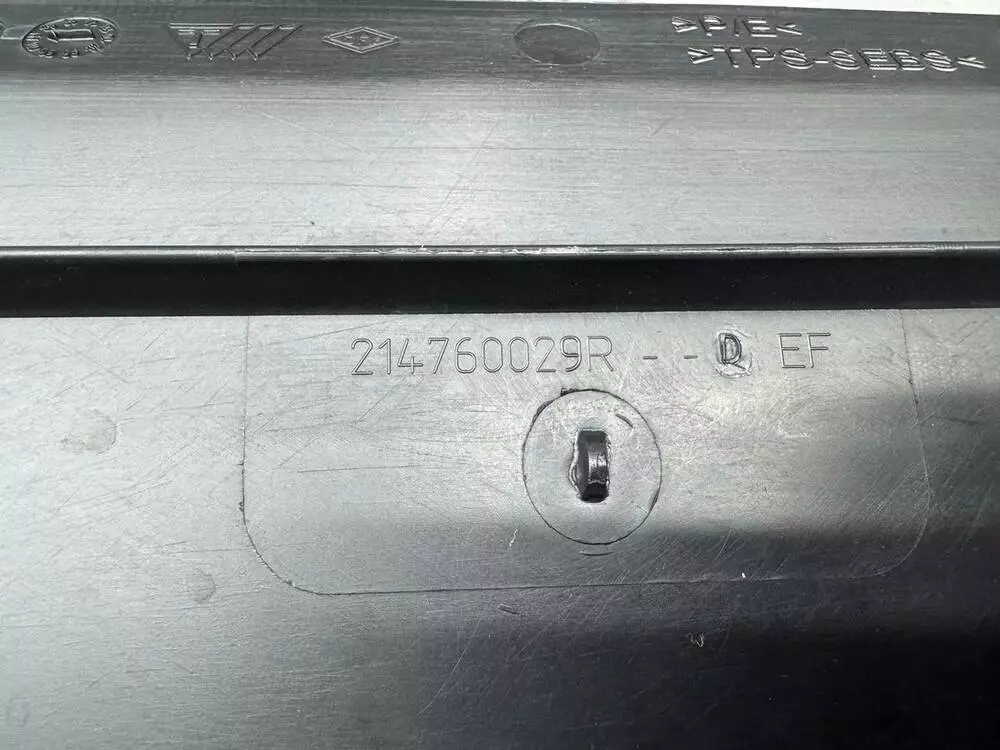 >P/E<
>TPS-SEBS<
214760029R--D EF